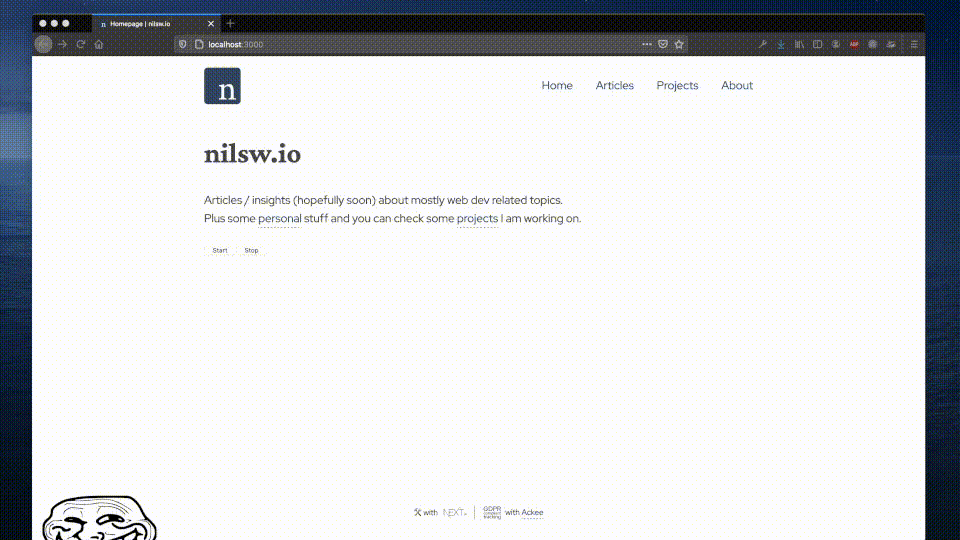 n Homepage | nilsw.io
localhost:3000
ABP
n
Home Articles Projects About
nilsw.io
Articles / insights (hopefully soon) about mostly web dev related topics.
Plus some personal stuff and you can check some projects I am working on.
Start Stop
with NEXT.js GDPR compliant tracking with Ackee